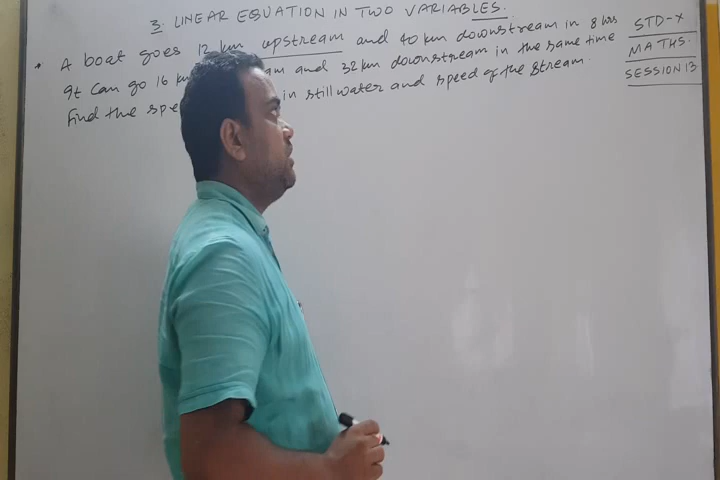 3. LINEAR EQUATION IN TWO VARIABLES.
STD-X
MATHS.
SESSION 13
A boat goes 12 km upstream and 40 km downstream in 8 hrs
It can go 16 km and 32 km downstream in the same time
Find the in still water and speed of the stream.